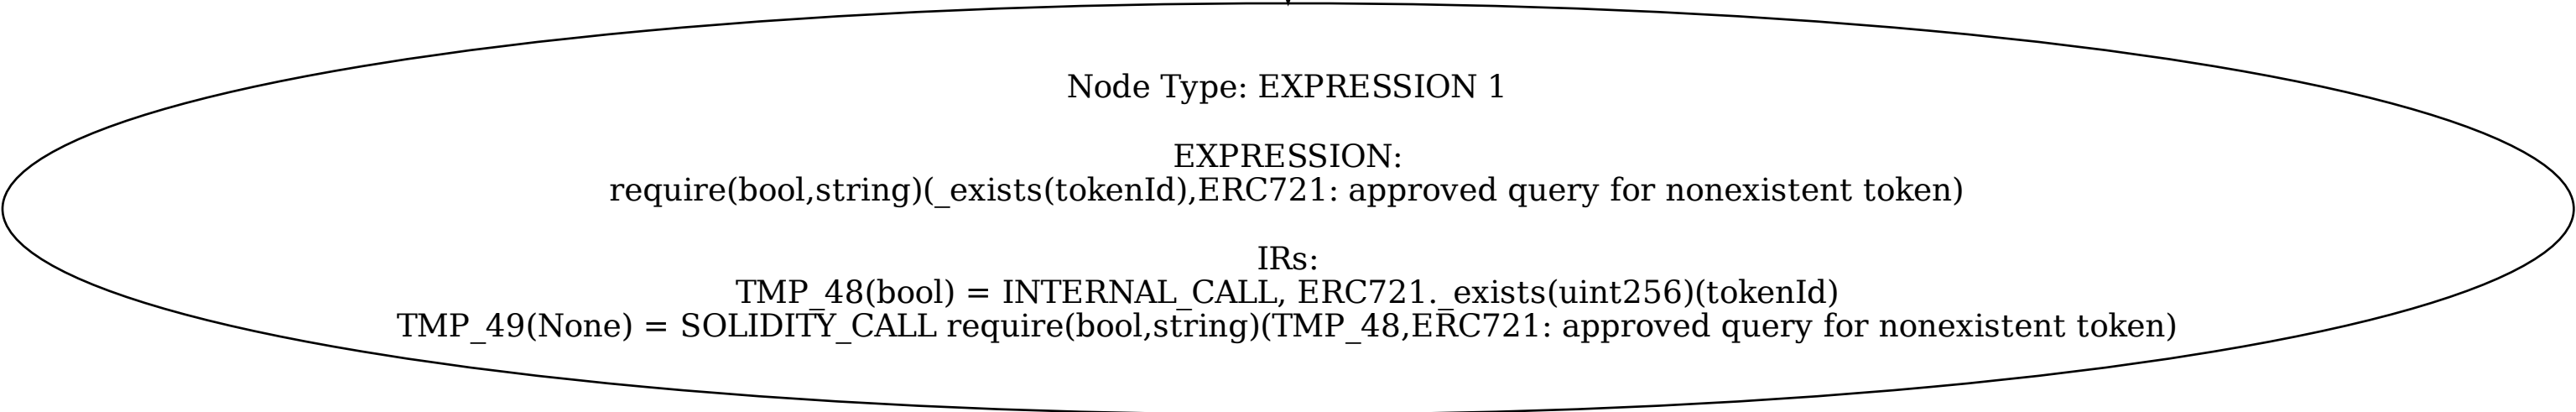 Node Type: EXPRESSION 1
EXPRESSION:
require(bool,string)(_exists(tokenId),ERC721: approved query for nonexistent token)
IRs:
TMP_48(bool) = INTERNAL_CALL, ERC721._exists(uint256)(tokenId)
TMP_49(None) = SOLIDITY_CALL require(bool,string)(TMP_48,ERC721: approved query for nonexistent token)